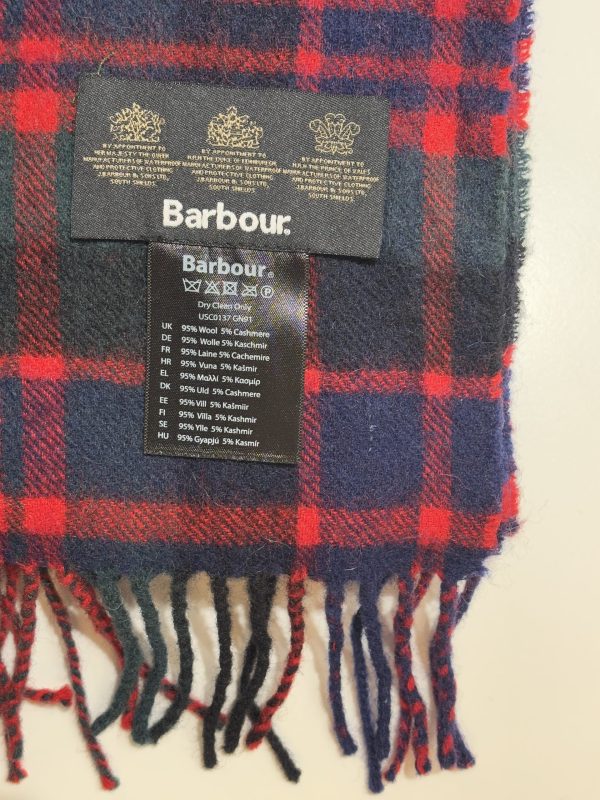 BY APPOINTMENT TO
HER MAJESTY THE QUEEN
MANUFACTURERS OF WATERPROOF
AND PROTECTIVE CLOTHING
J.BARBOUR & SONS LTD.
SOUTH SHIELDS
BY APPOINTMENT TO
H.R.H. THE DUKE OF EDINBURGH
MANUFACTURERS OF WATERPROOF
AND PROTECTIVE CLOTHING
J.BARBOUR & SONS LTD.
SOUTH SHIELDS
BY APPOINTMENT TO
H.R.H. THE PRINCE OF WALES
MANUFACTURERS OF WATERPROOF
AND PROTECTIVE CLOTHING
J.BARBOUR & SONS LTD.
SOUTH SHIELDS
Barbour.
Barbour®
P
Dry Clean Only
USC0137 GN91
UK 95% Wool 5% Cashmere
DE 95% Wolle 5% Kaschmir
FR 95% Laine 5% Cachemire
HR 95% Vuna 5% Kašmir
EL 95% Μαλλί 5% Κασμίρ
DK 95% Uld 5% Cashmere
EE 95% Vill 5% Kašmiir
FI 95% Villa 5% Kashmir
SE 95% Ylle 5% Kashmir
HU 95% Gyapjú 5% Kasmír